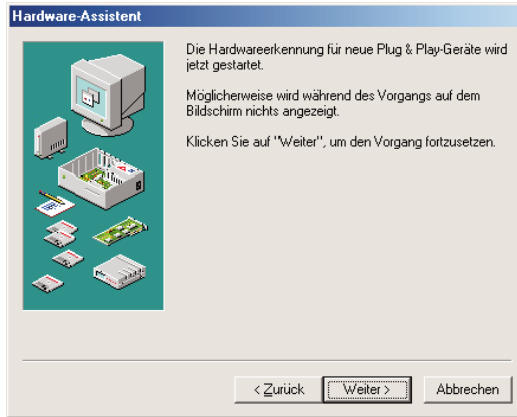 Hardware-Assistent
Die Hardwareerkennung für neue Plug & Play-Geräte wird
jetzt gestartet.
Möglicherweise wird während des Vorgangs auf dem
Bildschirm nichts angezeigt.
Klicken Sie auf "Weiter", um den Vorgang fortzusetzen.
< Zurück
Weiter >
Abbrechen